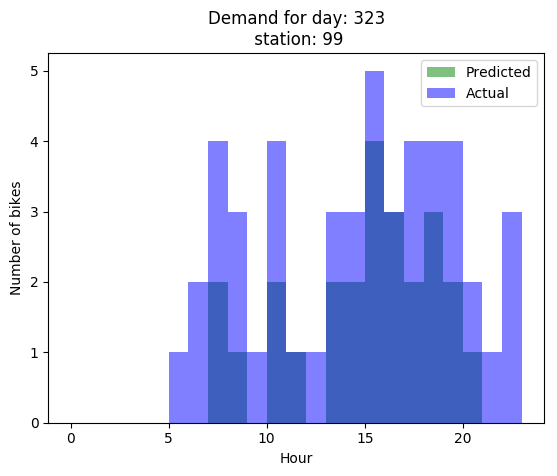 Demand for day: 323
station: 99
Predicted
Actual
Number of bikes
5
4
3
2
1
0
0
5
10
15
20
Hour